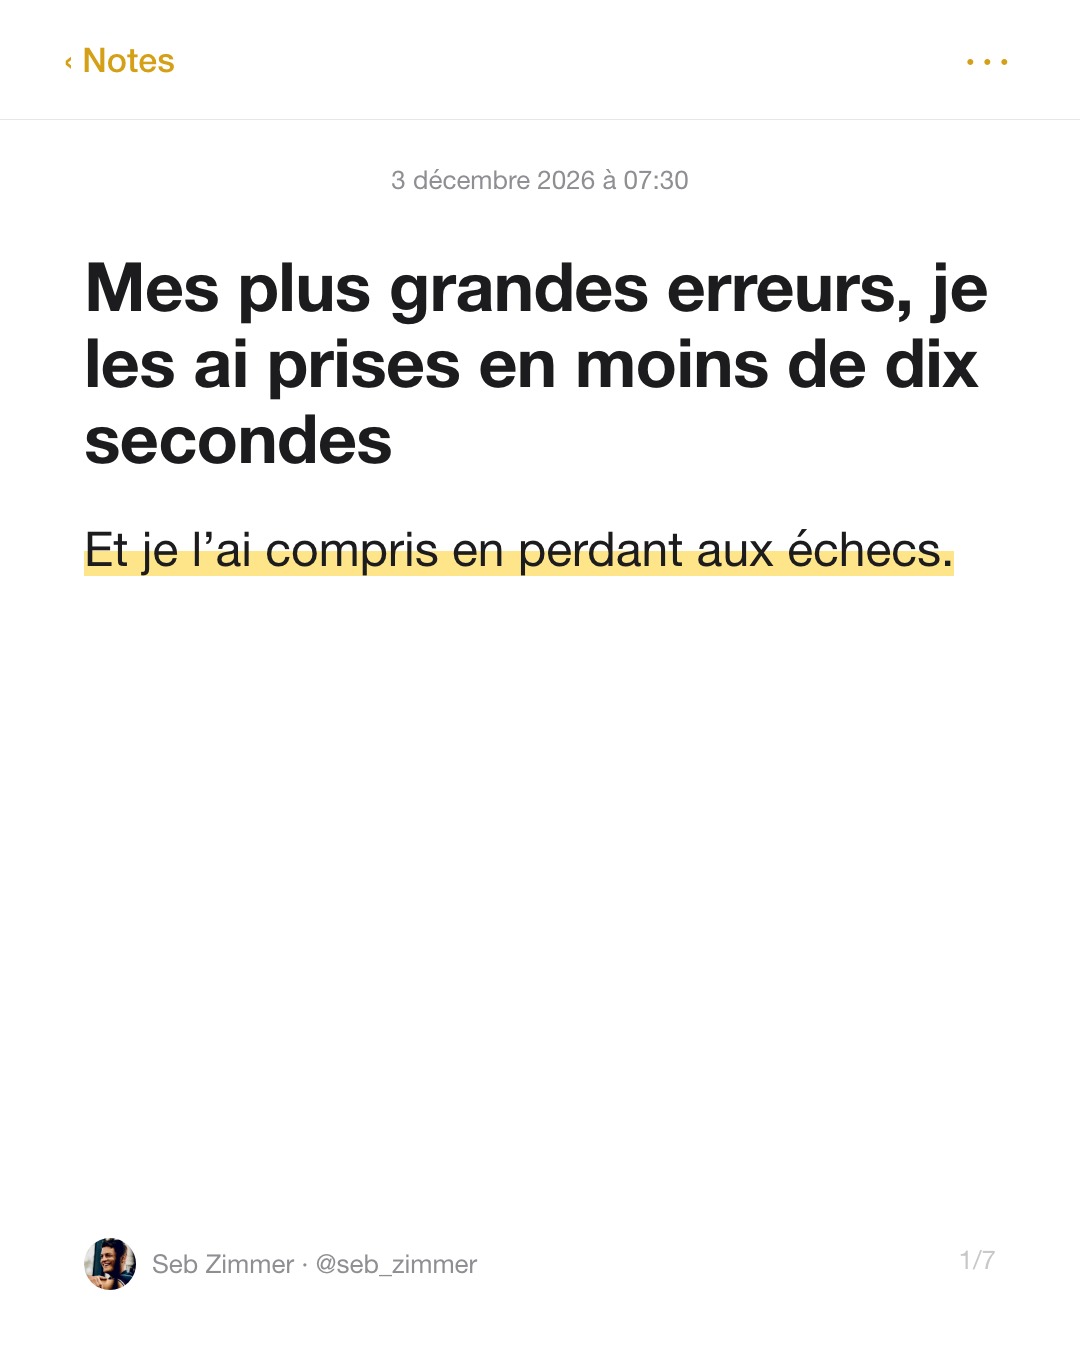 ‹ Notes
...
3 décembre 2026 à 07:30
Mes plus grandes erreurs, je
les ai prises en moins de dix
secondes
Et je l’ai compris en perdant aux échecs.
Seb Zimmer · @seb_zimmer
1/7